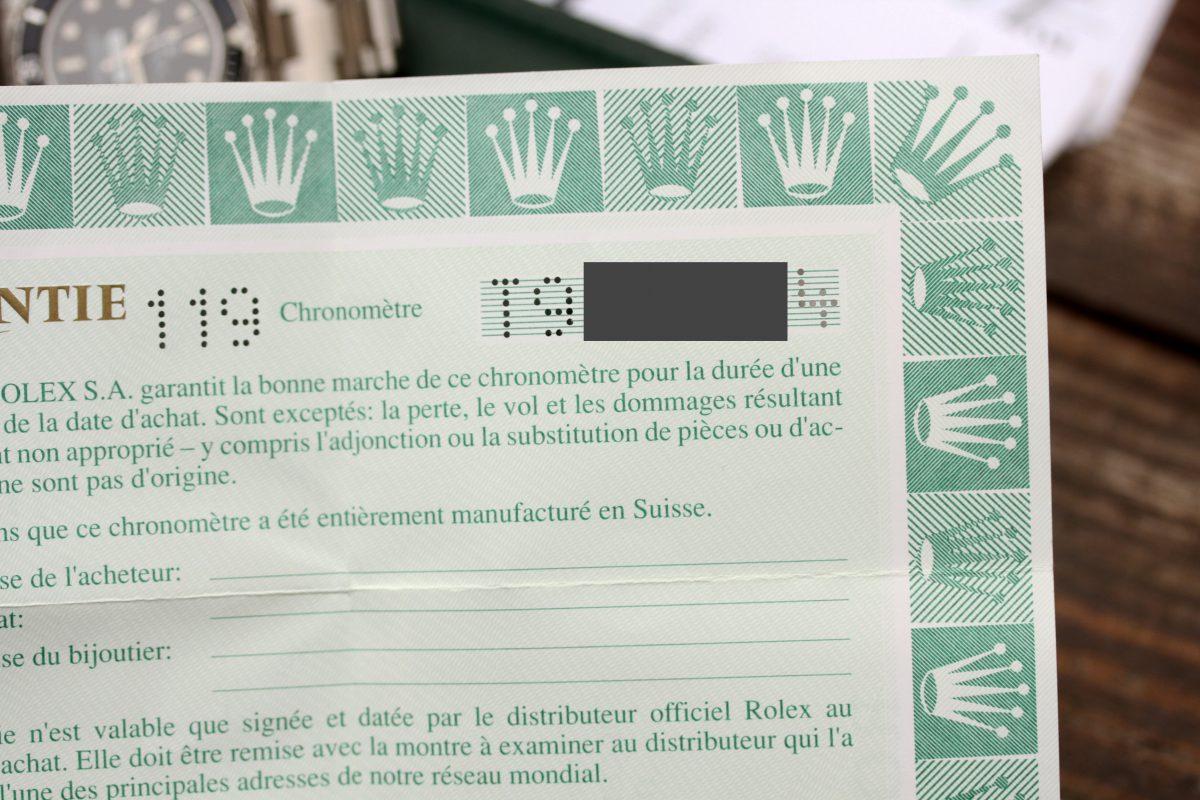 NTIE 119 Chronomètre T9 4
OLEX S.A. garantit la bonne marche de ce chronomètre pour la durée d'une
de la date d'achat. Sont exceptés: la perte, le vol et les dommages résultant
t non approprié – y compris l'adjonction ou la substitution de pièces ou d'ac-
ne sont pas d'origine.
ns que ce chronomètre a été entièrement manufacturé en Suisse.
se de l'acheteur:
at:
se du bijoutier:
ie n'est valable que signée et datée par le distributeur officiel Rolex au
achat. Elle doit être remise avec la montre à examiner au distributeur qui l'a
l'une des principales adresses de notre réseau mondial.